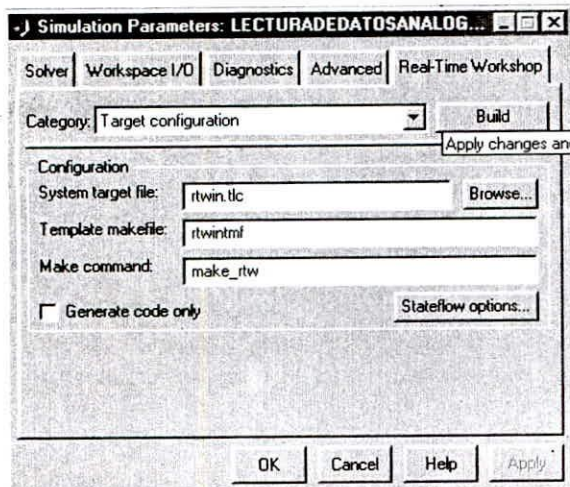 Simulation Parameters: LECTURADEDATOSANALOG...
Solver Workspace I/O Diagnostics Advanced Real-Time Workshop
Category: Target configuration Build
Apply changes an
Configuration
System target file: rtwin.tlc Browse...
Template makefile: rtwintmf
Make command: make_rtw
Generate code only Stateflow options...
OK Cancel Help Apply